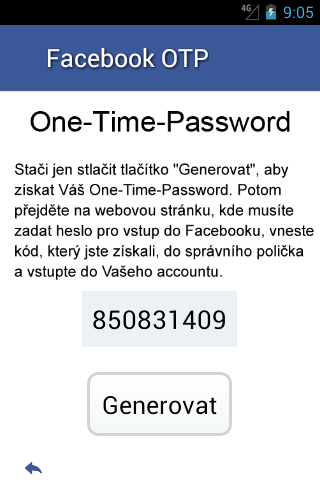 4G 9:05
Facebook OTP
One-Time-Password
Stači jen stlačit tlačítko "Generovat", aby
získat Váš One-Time-Password. Potom
přejděte na webovou stránku, kde musíte
zadat heslo pro vstup do Facebooku, vneste
kód, který jste získali, do správního polička
a vstupte do Vašeho accountu.
850831409
Generovat